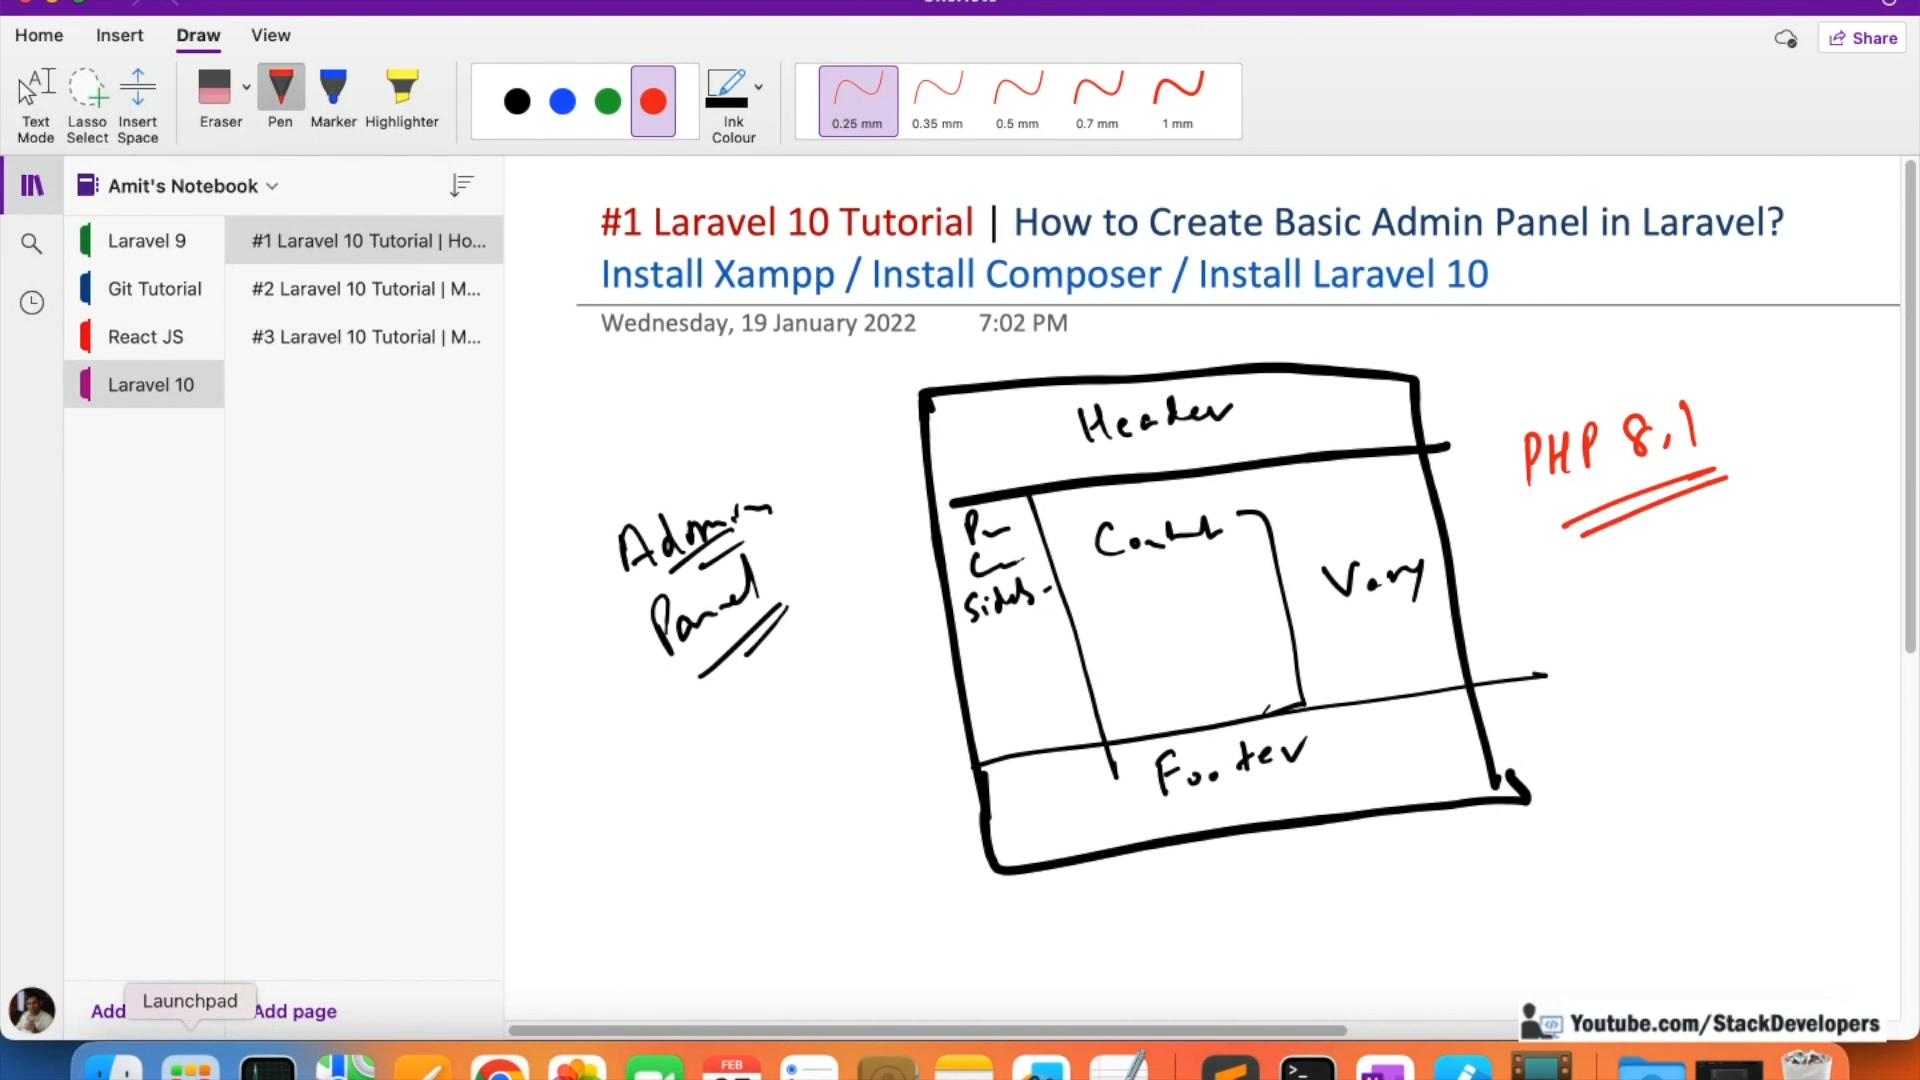 Home Insert Draw View
Share
Text Mode
Lasso Select
Insert Space
Eraser
Pen
Marker
Highlighter
Ink Colour
0.25 mm
0.35 mm
0.5 mm
0.7 mm
1 mm
Amit's Notebook
Laravel 9
Git Tutorial
React JS
Laravel 10
#1 Laravel 10 Tutorial | Ho...
#2 Laravel 10 Tutorial | M...
#3 Laravel 10 Tutorial | M...
#1 Laravel 10 Tutorial | How to Create Basic Admin Panel in Laravel?
Install Xampp / Install Composer / Install Laravel 10
Wednesday, 19 January 2022 7:02 PM
Header
PHP 8.1
Admin
Panel
Vary
Footer
Add
Launchpad
Add page
Youtube.com/StackDevelopers
FEB